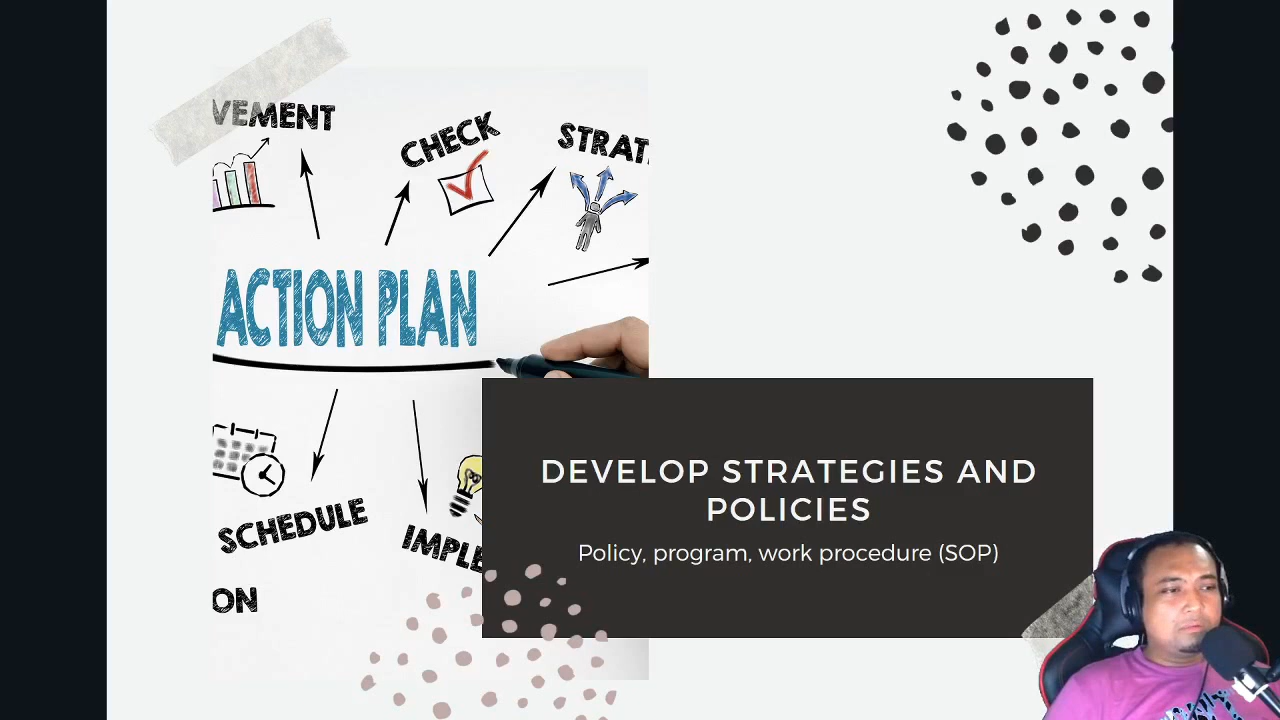 VEMENT
CHECK
STRAT
ACTION PLAN
SCHEDULE
IMPLE
ON
DEVELOP STRATEGIES AND
POLICIES
Policy, program, work procedure (SOP)